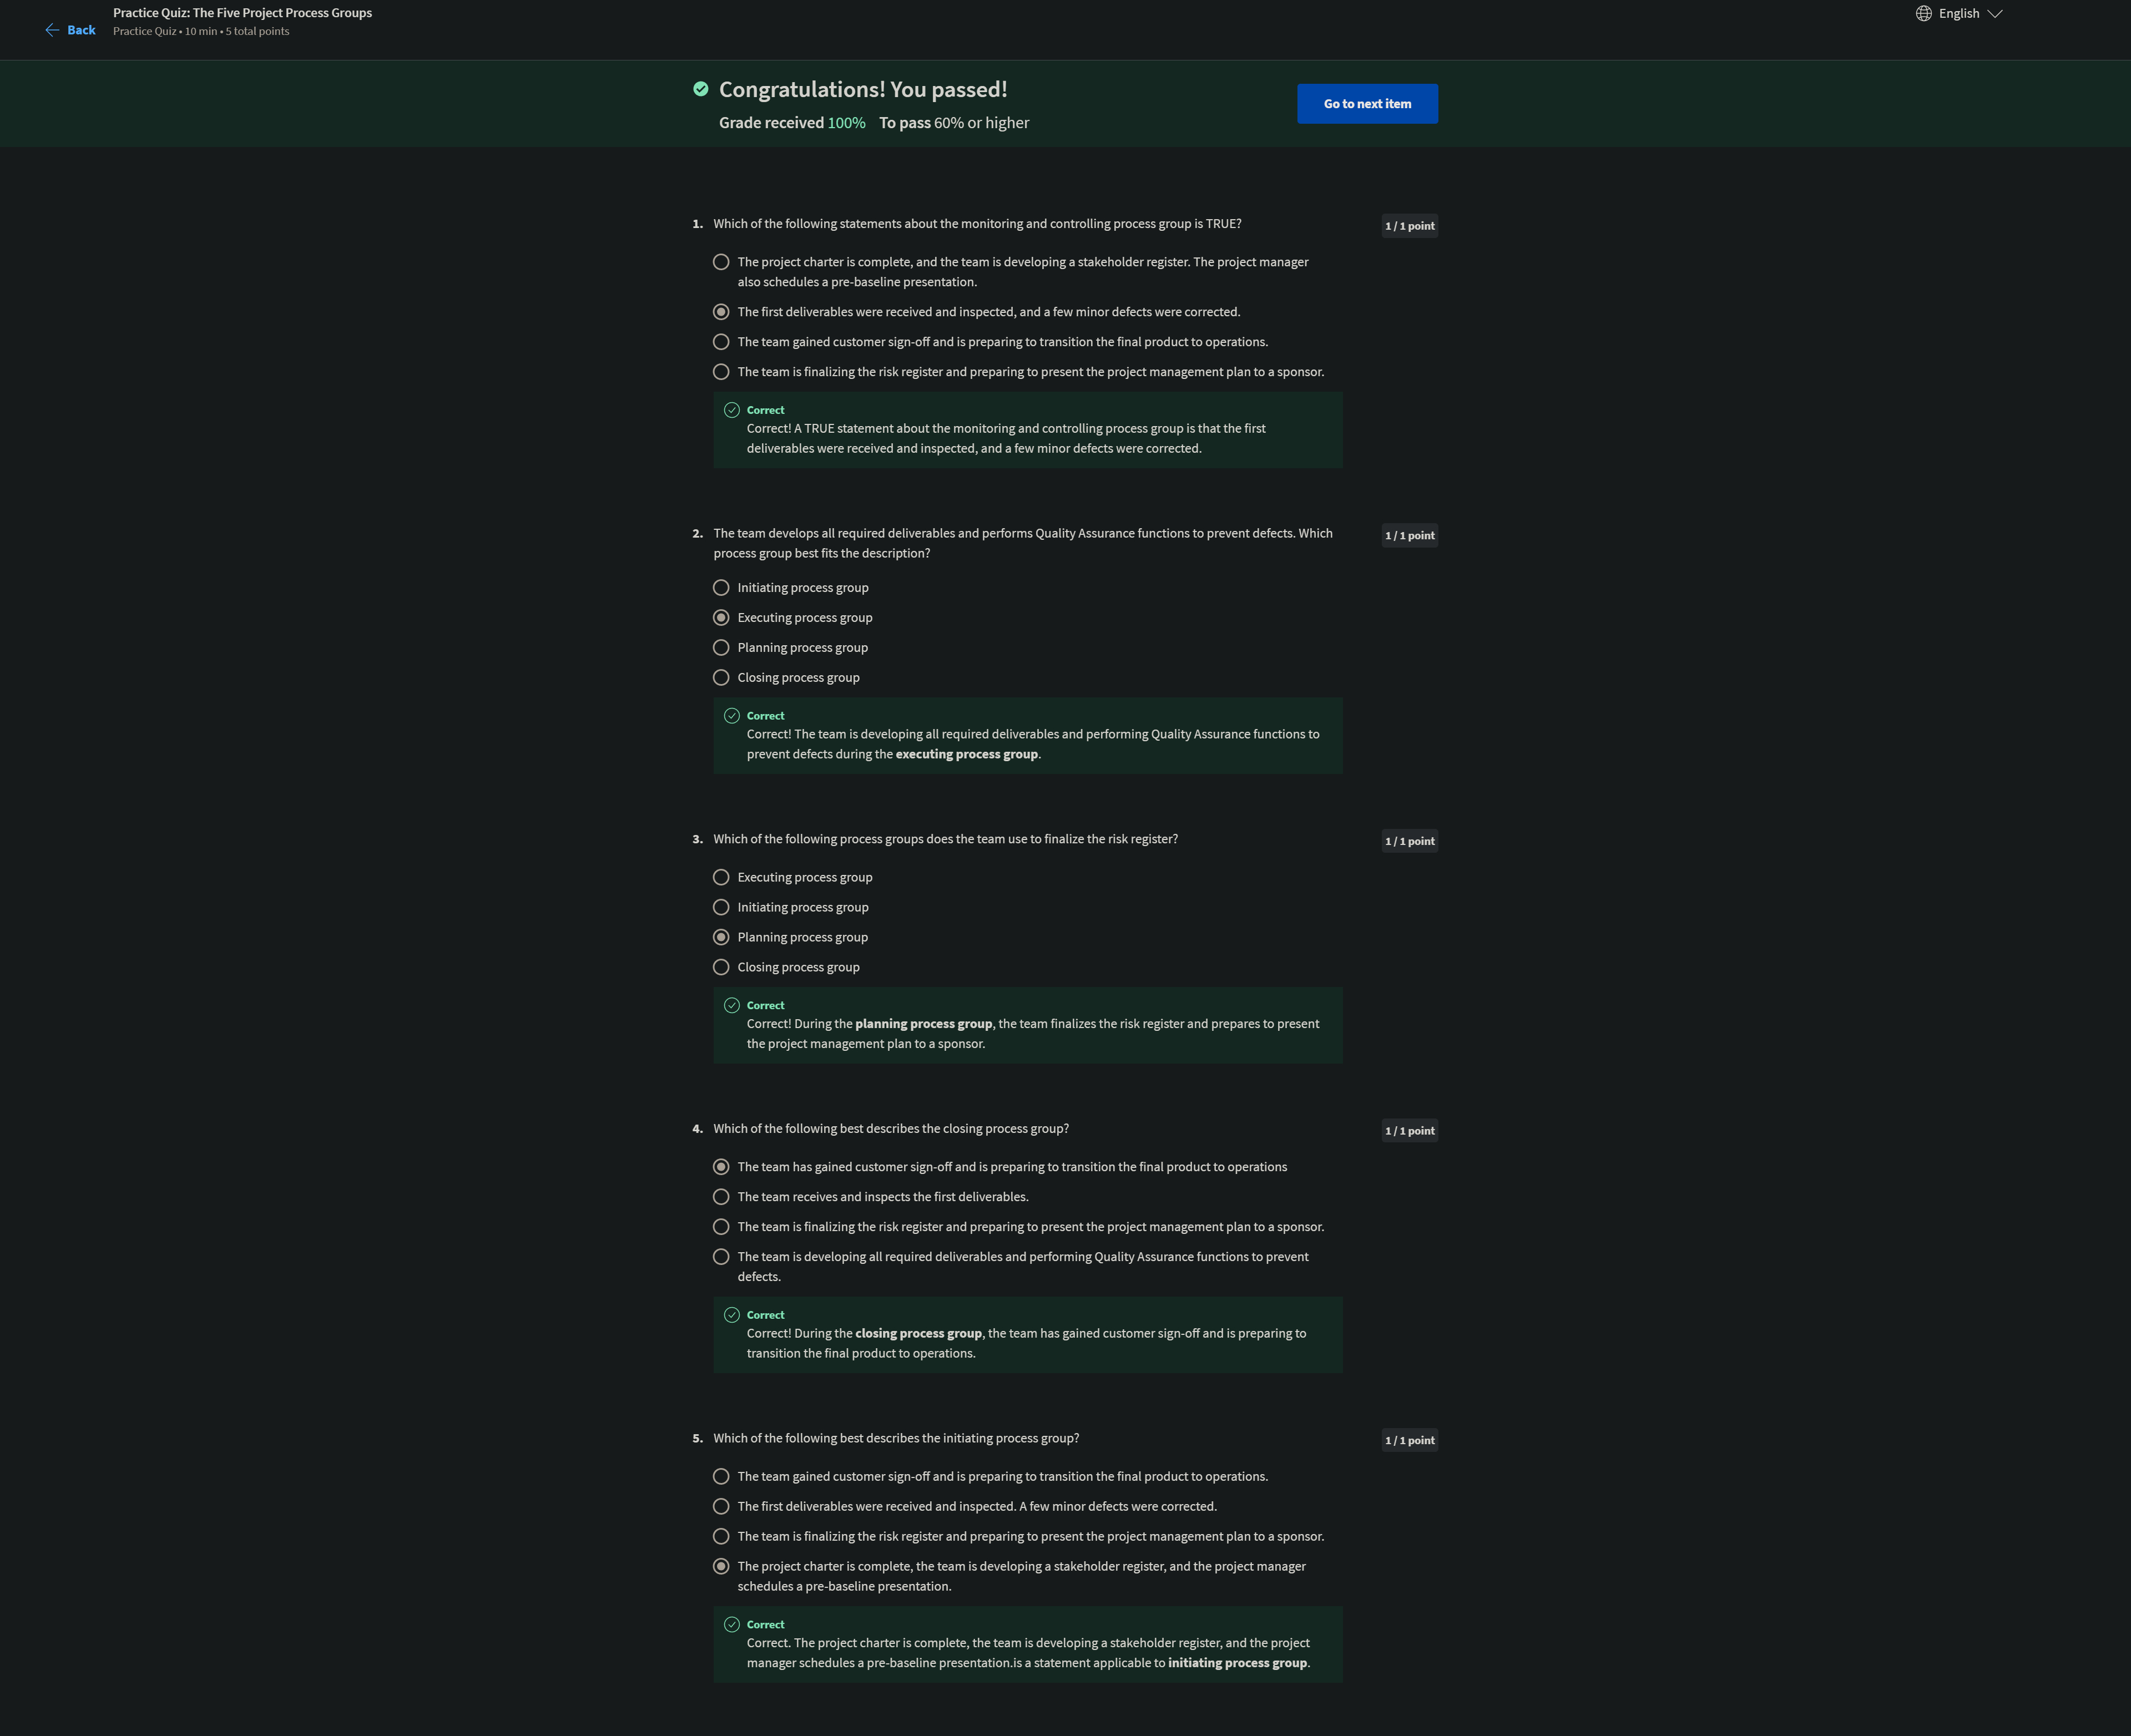 Back
Practice Quiz: The Five Project Process Groups
Practice Quiz • 10 min • 5 total points
English
Congratulations! You passed!
Grade received 100% To pass 60% or higher
Go to next item
1. Which of the following statements about the monitoring and controlling process group is TRUE?
1 / 1 point
The project charter is complete, and the team is developing a stakeholder register. The project manager
also schedules a pre-baseline presentation.
The first deliverables were received and inspected, and a few minor defects were corrected.
The team gained customer sign-off and is preparing to transition the final product to operations.
The team is finalizing the risk register and preparing to present the project management plan to a sponsor.
Correct
Correct! A TRUE statement about the monitoring and controlling process group is that the first
deliverables were received and inspected, and a few minor defects were corrected.
2. The team develops all required deliverables and performs Quality Assurance functions to prevent defects. Which
process group best fits the description?
1 / 1 point
Initiating process group
Executing process group
Planning process group
Closing process group
Correct
Correct! The team is developing all required deliverables and performing Quality Assurance functions to
prevent defects during the executing process group.
3. Which of the following process groups does the team use to finalize the risk register?
1 / 1 point
Executing process group
Initiating process group
Planning process group
Closing process group
Correct
Correct! During the planning process group, the team finalizes the risk register and prepares to present
the project management plan to a sponsor.
4. Which of the following best describes the closing process group?
1 / 1 point
The team has gained customer sign-off and is preparing to transition the final product to operations
The team receives and inspects the first deliverables.
The team is finalizing the risk register and preparing to present the project management plan to a sponsor.
The team is developing all required deliverables and performing Quality Assurance functions to prevent
defects.
Correct
Correct! During the closing process group, the team has gained customer sign-off and is preparing to
transition the final product to operations.
5. Which of the following best describes the initiating process group?
1 / 1 point
The team gained customer sign-off and is preparing to transition the final product to operations.
The first deliverables were received and inspected. A few minor defects were corrected.
The team is finalizing the risk register and preparing to present the project management plan to a sponsor.
The project charter is complete, the team is developing a stakeholder register, and the project manager
schedules a pre-baseline presentation.
Correct
Correct. The project charter is complete, the team is developing a stakeholder register, and the project
manager schedules a pre-baseline presentation.is a statement applicable to initiating process group.